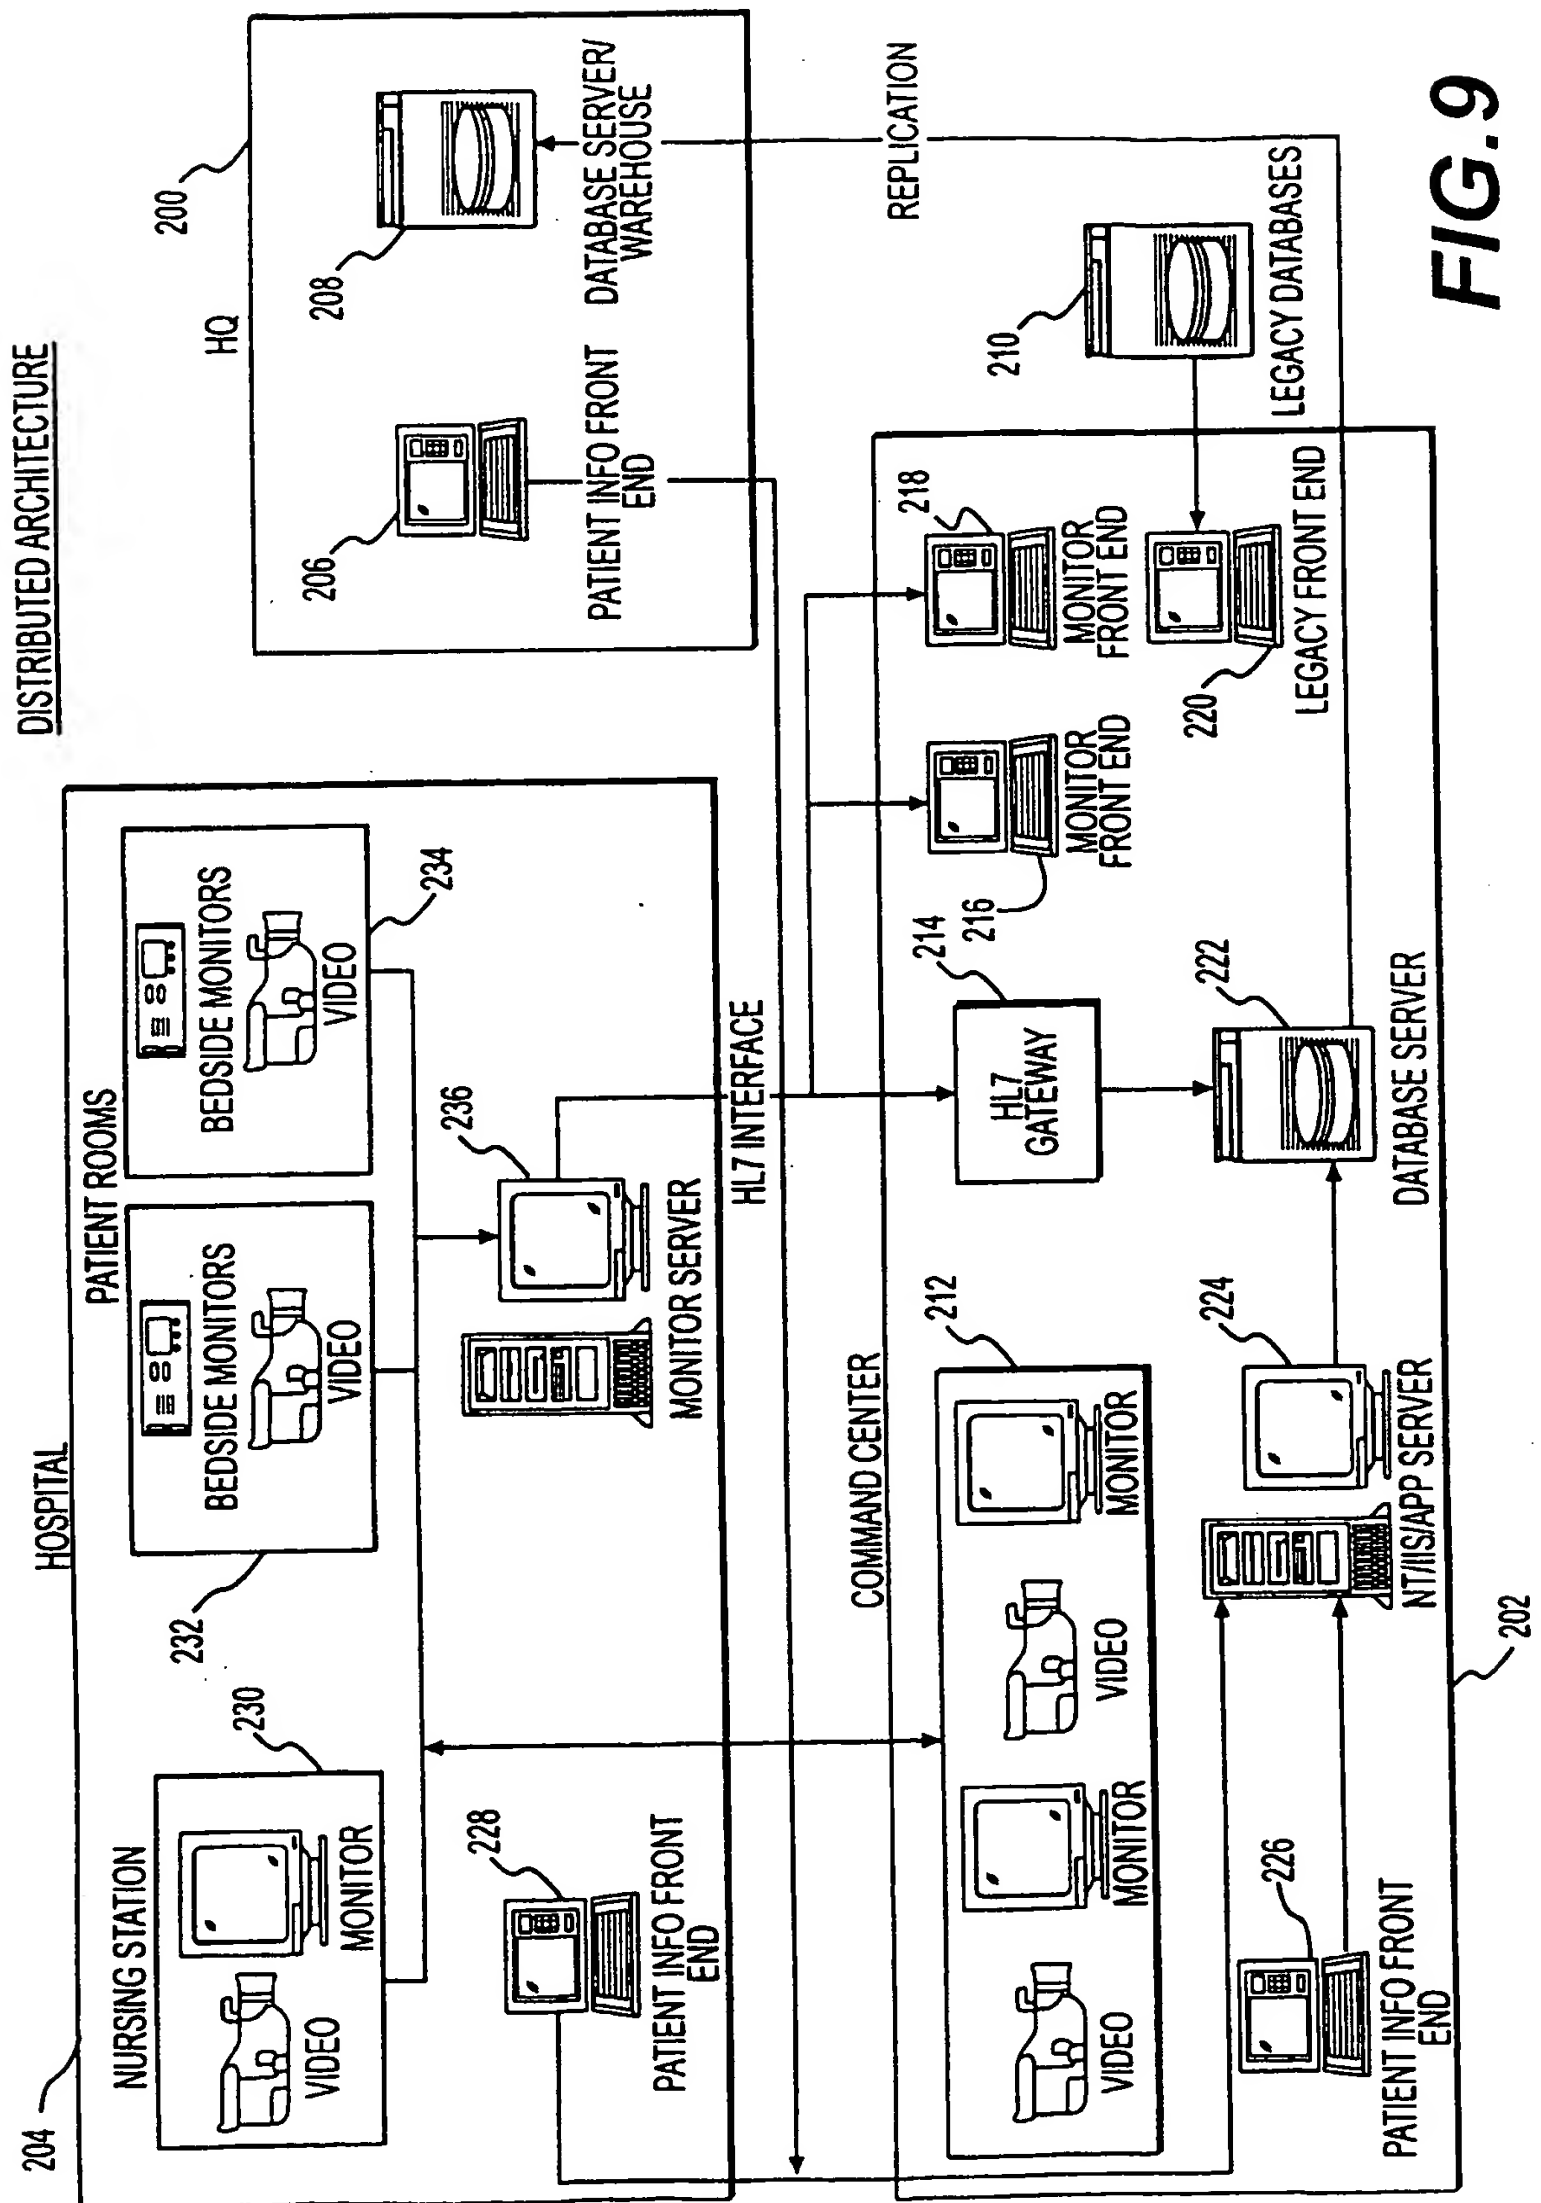 DISTRIBUTED ARCHITECTURE
204
HOSPITAL
NURSING STATION
VIDEO
MONITOR
230
PATIENT ROOMS
232
BEDSIDE MONITORS
VIDEO
BEDSIDE MONITORS
VIDEO
234
228
PATIENT INFO FRONT
END
236
MONITOR SERVER
HL7 INTERFACE
HQ
200
206
PATIENT INFO FRONT
END
208
DATABASE SERVER/
WAREHOUSE
REPLICATION
COMMAND CENTER
212
VIDEO
MONITOR
VIDEO
MONITOR
214
HL7
GATEWAY
216
MONITOR
FRONT END
218
MONITOR
FRONT END
210
LEGACY DATABASES
220
LEGACY FRONT END
226
PATIENT INFO FRONT
END
224
NT/IIS/APP SERVER
222
DATABASE SERVER
202
FIG. 9